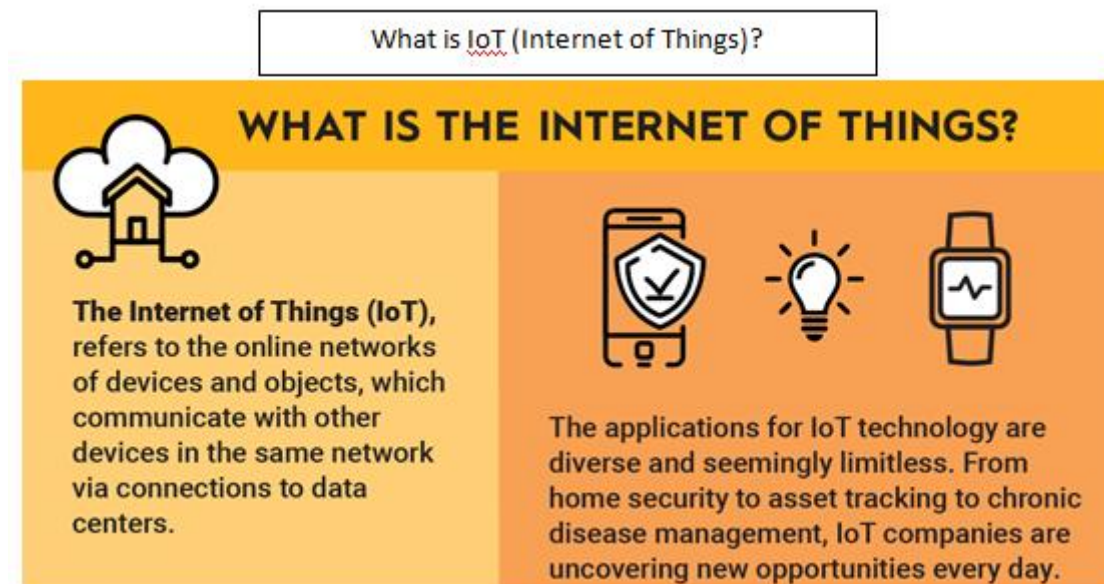 What is IoT (Internet of Things)?
WHAT IS THE INTERNET OF THINGS?
The Internet of Things (IoT),
refers to the online networks
of devices and objects, which
communicate with other
devices in the same network
via connections to data
centers.
The applications for IoT technology are
diverse and seemingly limitless. From
home security to asset tracking to chronic
disease management, IoT companies are
uncovering new opportunities every day.